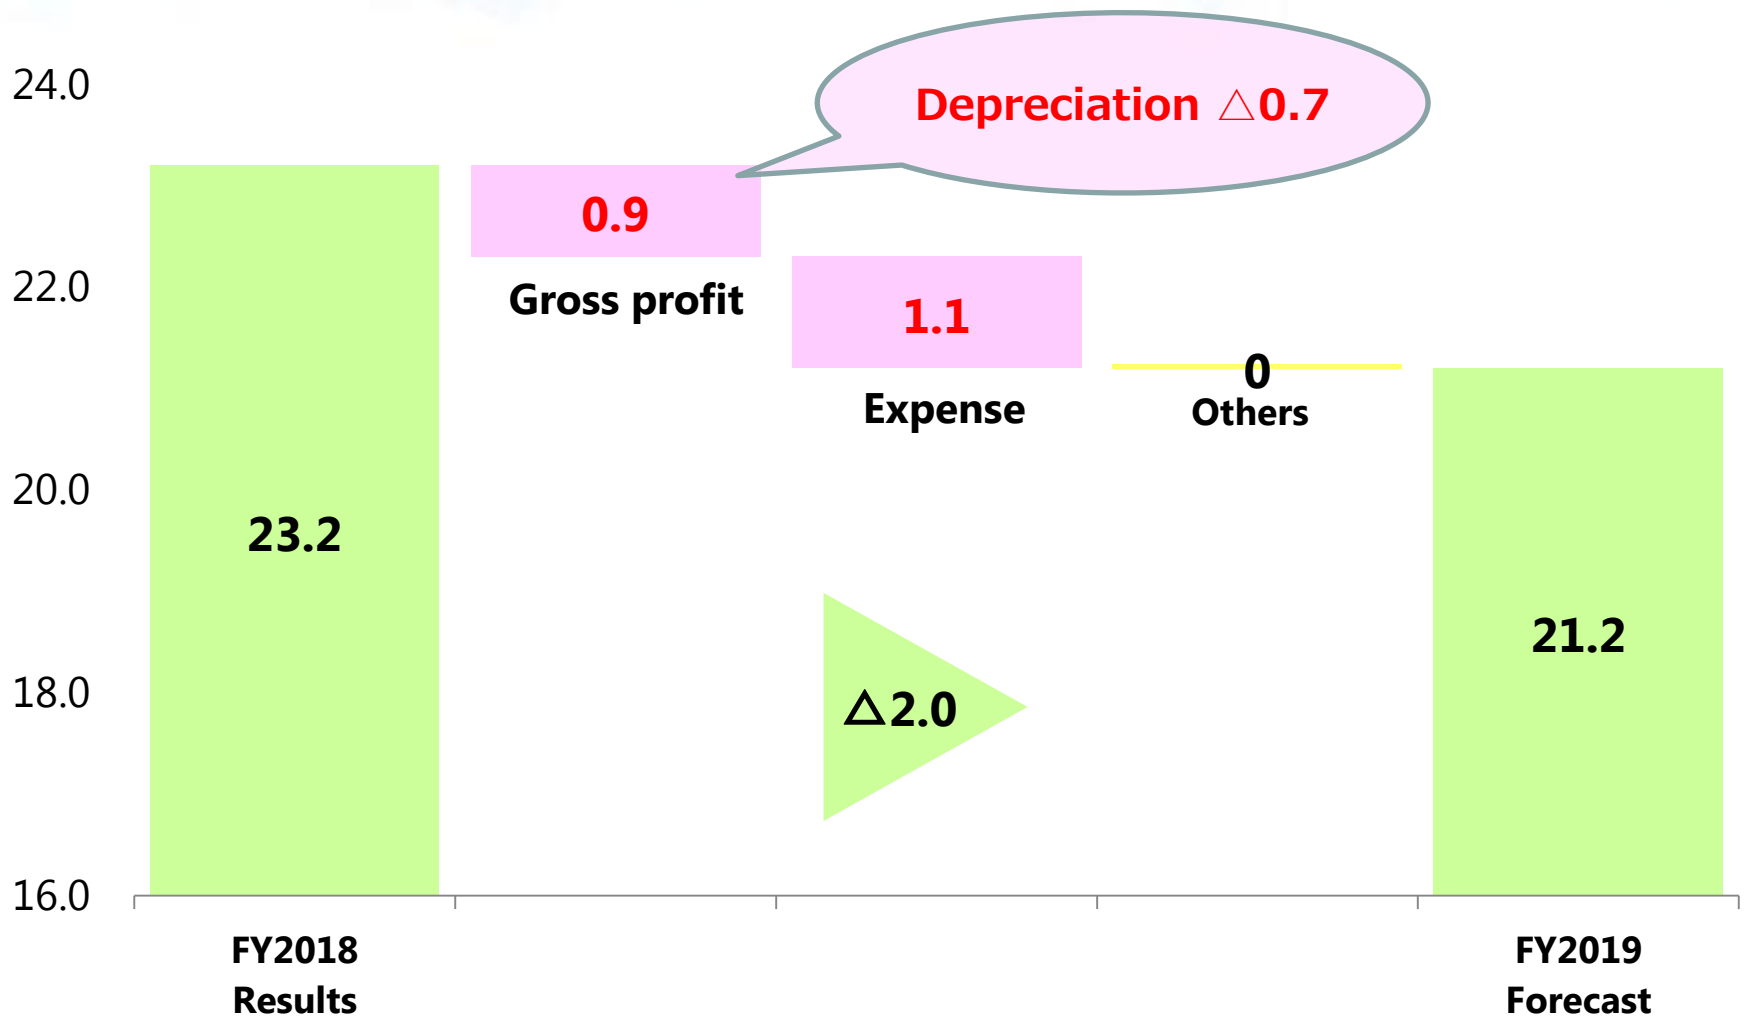 24.0
22.0
20.0
18.0
16.0
Depreciation △0.7
0.9
Gross profit
1.1
Expense
0
Others
23.2
△2.0
21.2
FY2018
Results
FY2019
Forecast